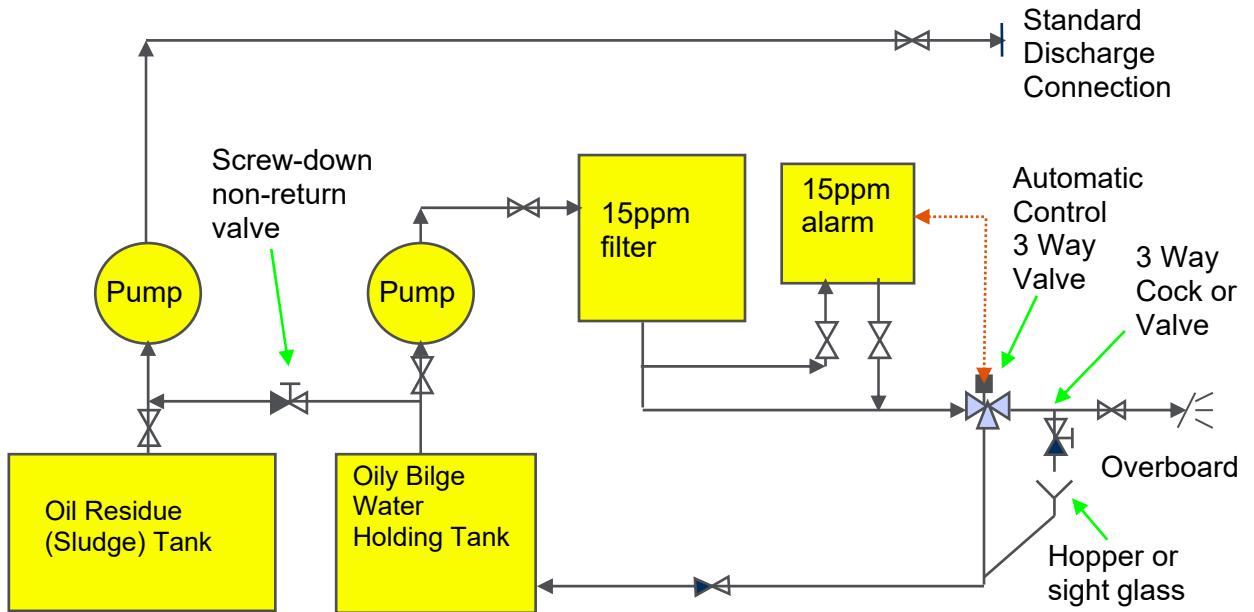 Standard
Discharge
Connection
Screw-down
non-return
valve
15ppm
filter
15ppm
alarm
Automatic
Control
3 Way
Valve
3 Way
Cock or
Valve
Pump
Pump
Oil Residue
(Sludge) Tank
Oily Bilge
Water
Holding Tank
Overboard
Hopper or
sight glass